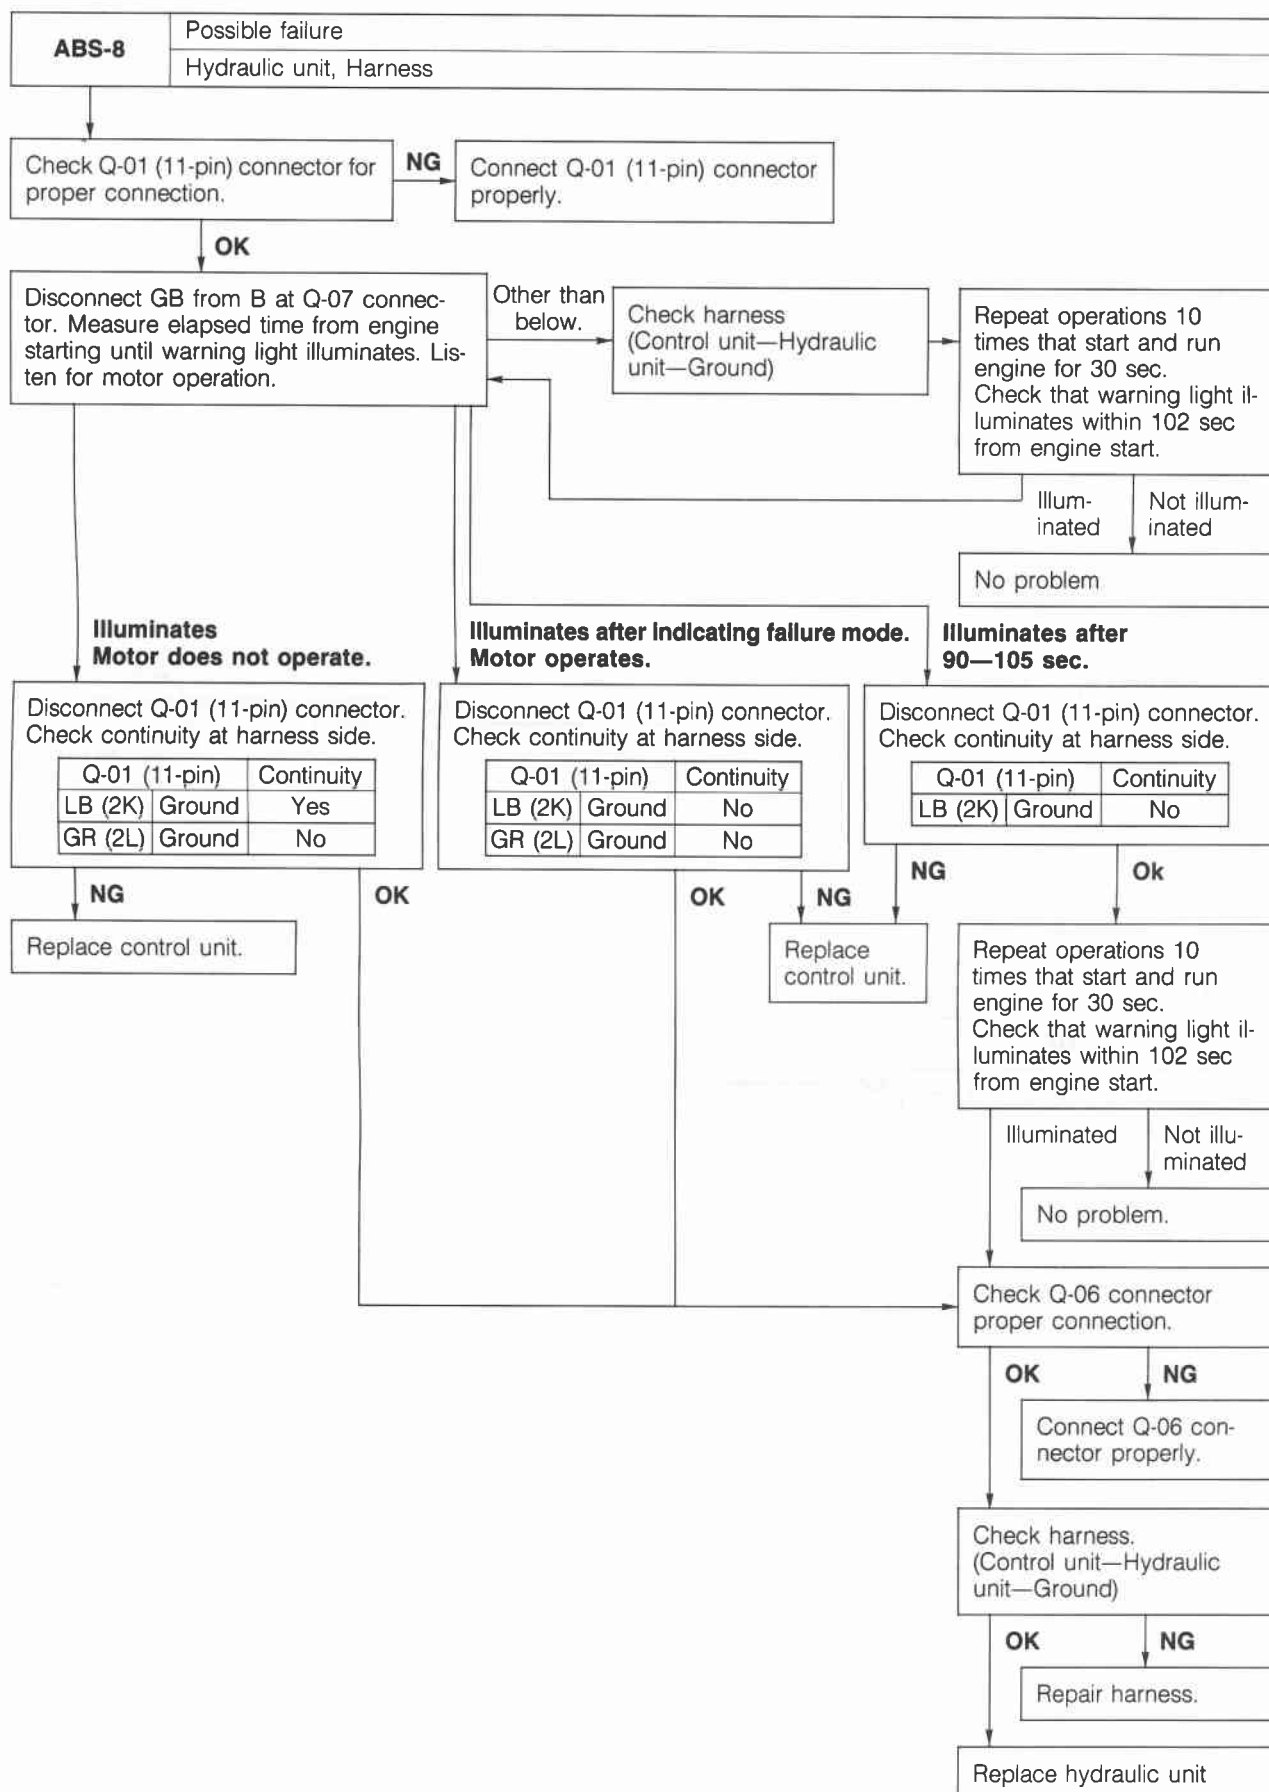 ABS-8
Possible failure
Hydraulic unit, Harness
Check Q-01 (11-pin) connector for
proper connection.
NG
Connect Q-01 (11-pin) connector
properly.
OK
Disconnect GB from B at Q-07 connec-
tor. Measure elapsed time from engine
starting until warning light illuminates. Lis-
ten for motor operation.
Other than
below.
Check harness
(Control unit—Hydraulic
unit—Ground)
Repeat operations 10
times that start and run
engine for 30 sec.
Check that warning light il-
luminates within 102 sec
from engine start.
Illum-
inated
Not illum-
inated
No problem
Illuminates
Motor does not operate.
Illuminates after indicating failure mode.
Motor operates.
Illuminates after
90—105 sec.
Disconnect Q-01 (11-pin) connector.
Check continuity at harness side.
Q-01 (11-pin) Continuity
LB (2K) Ground Yes
GR (2L) Ground No
Disconnect Q-01 (11-pin) connector.
Check continuity at harness side.
Q-01 (11-pin) Continuity
LB (2K) Ground No
GR (2L) Ground No
Disconnect Q-01 (11-pin) connector.
Check continuity at harness side.
Q-01 (11-pin) Continuity
LB (2K) Ground No
NG
OK
OK
NG
NG
Ok
Replace control unit.
Replace
control unit.
Repeat operations 10
times that start and run
engine for 30 sec.
Check that warning light il-
luminates within 102 sec
from engine start.
Illuminated
Not illu-
minated
No problem.
Check Q-06 connector
proper connection.
OK
NG
Connect Q-06 con-
nector properly.
Check harness.
(Control unit—Hydraulic
unit—Ground)
OK
NG
Repair harness.
Replace hydraulic unit